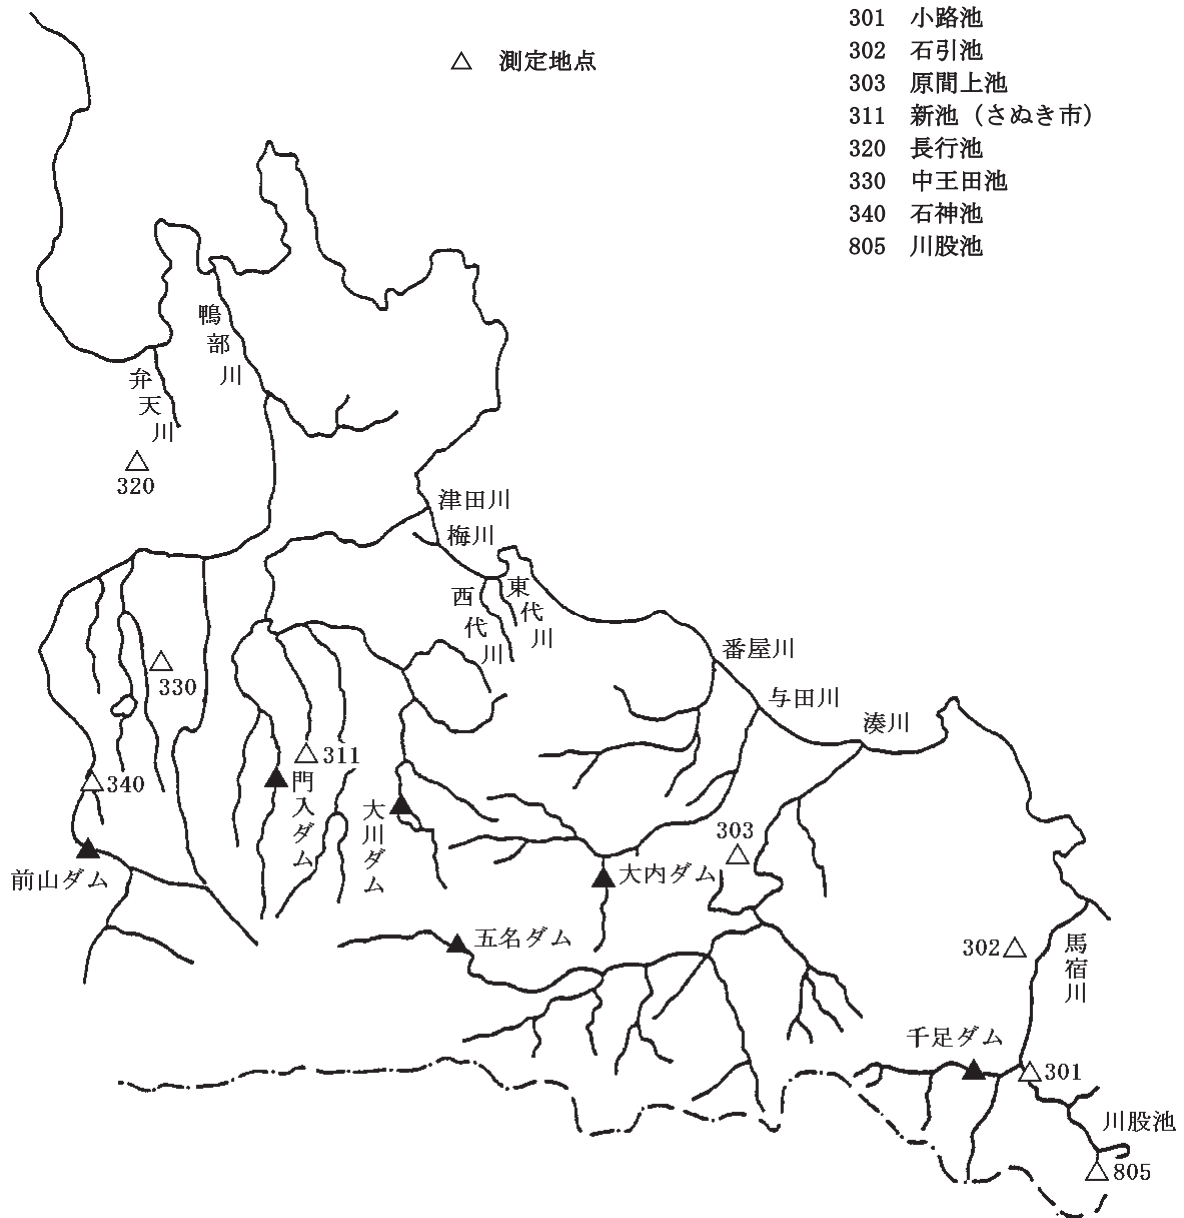 △ 測定地点
301 小路池
302 石引池
303 原間上池
311 新池（さぬき市）
320 長行池
330 中王田池
340 石神池
805 川股池
鴨部川
弁天川
320
津田川
梅川
西代川
東代川
番屋川
与田川
湊川
330
311
340
門入ダム
大川ダム
303
前山ダム
大内ダム
五名ダム
302
馬宿川
千足ダム
301
川股池
805